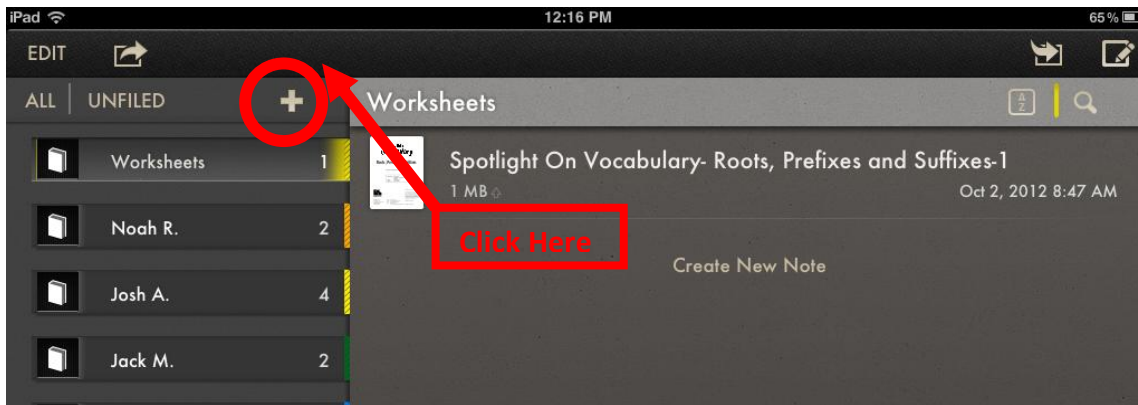 iPad 12:16 PM 65%
EDIT
ALL UNFILED + Worksheets A Z
Worksheets 1
Spotlight On Vocabulary- Roots, Prefixes and Suffixes-1
1 MB Oct 2, 2012 8:47 AM
Noah R. 2
Click Here
Create New Note
Josh A. 4
Jack M. 2